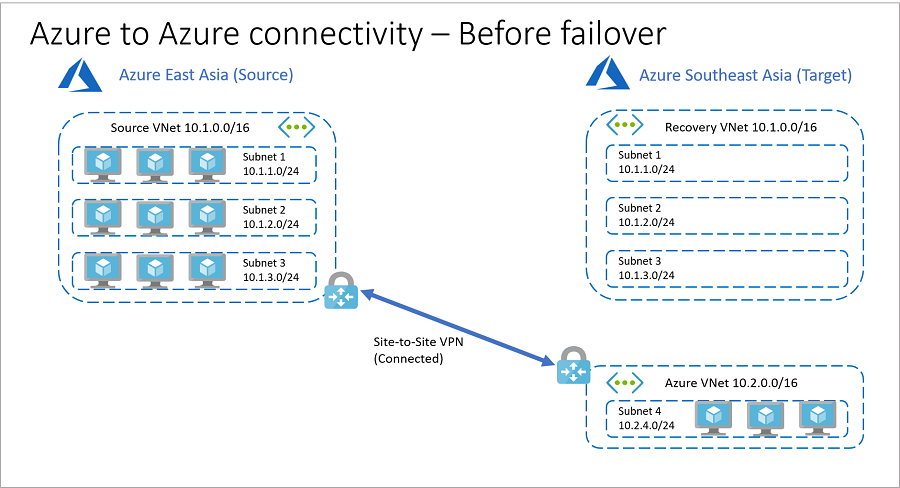 Azure to Azure connectivity – Before failover
Azure East Asia (Source)
Azure Southeast Asia (Target)
Source VNet 10.1.0.0/16
Subnet 1
10.1.1.0/24
Subnet 2
10.1.2.0/24
Subnet 3
10.1.3.0/24
Recovery VNet 10.1.0.0/16
Subnet 1
10.1.1.0/24
Subnet 2
10.1.2.0/24
Subnet 3
10.1.3.0/24
Site-to-Site VPN
(Connected)
Azure VNet 10.2.0.0/16
Subnet 4
10.2.4.0/24